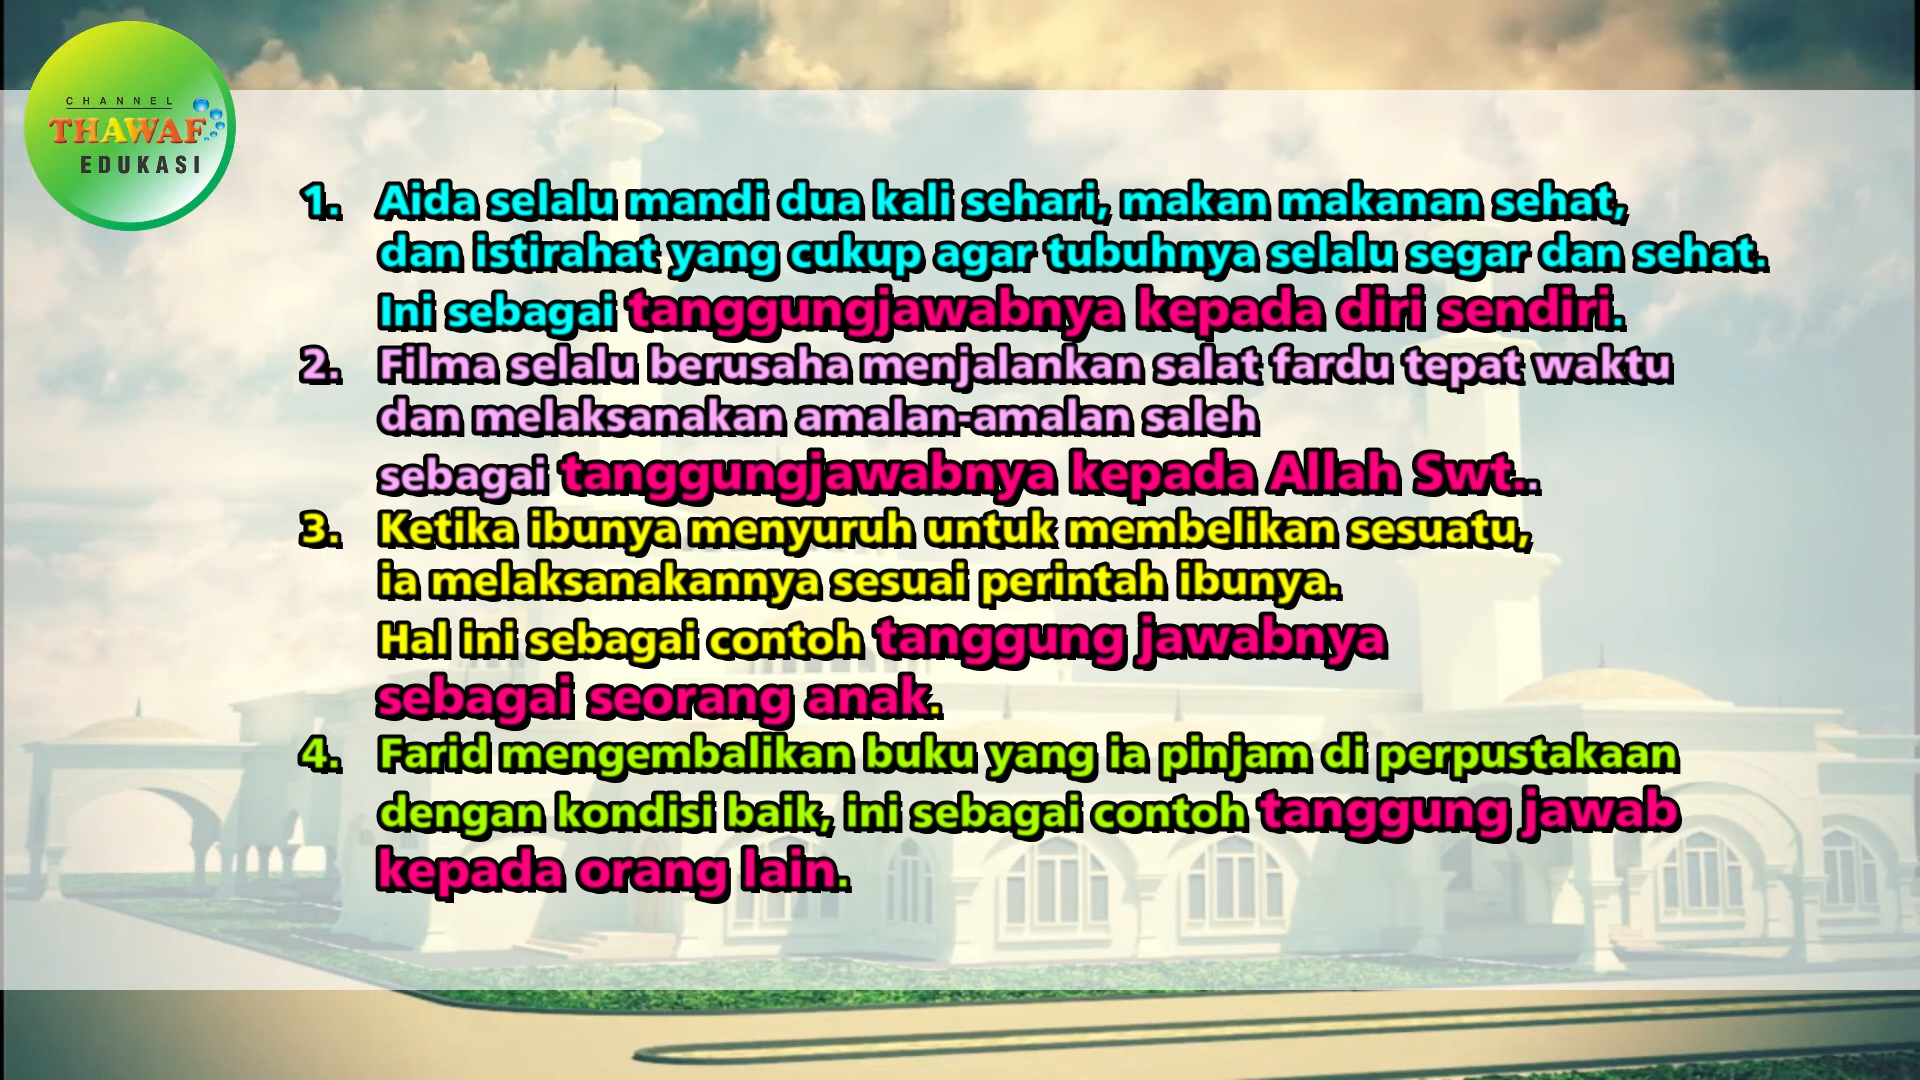 CHANNEL
THAWAF
EDUKASI
1. Aida selalu mandi dua kali sehari, makan makanan sehat,
dan istirahat yang cukup agar tubuhnya selalu segar dan sehat.
Ini sebagai tanggungjawabnya kepada diri sendiri.
2. Filma selalu berusaha menjalankan salat fardu tepat waktu
dan melaksanakan amalan-amalan saleh
sebagai tanggungjawabnya kepada Allah Swt..
3. Ketika ibunya menyuruh untuk membelikan sesuatu,
ia melaksanakannya sesuai perintah ibunya.
Hal ini sebagai contoh tanggung jawabnya
sebagai seorang anak.
4. Farid mengembalikan buku yang ia pinjam di perpustakaan
dengan kondisi baik, ini sebagai contoh tanggung jawab
kepada orang lain.